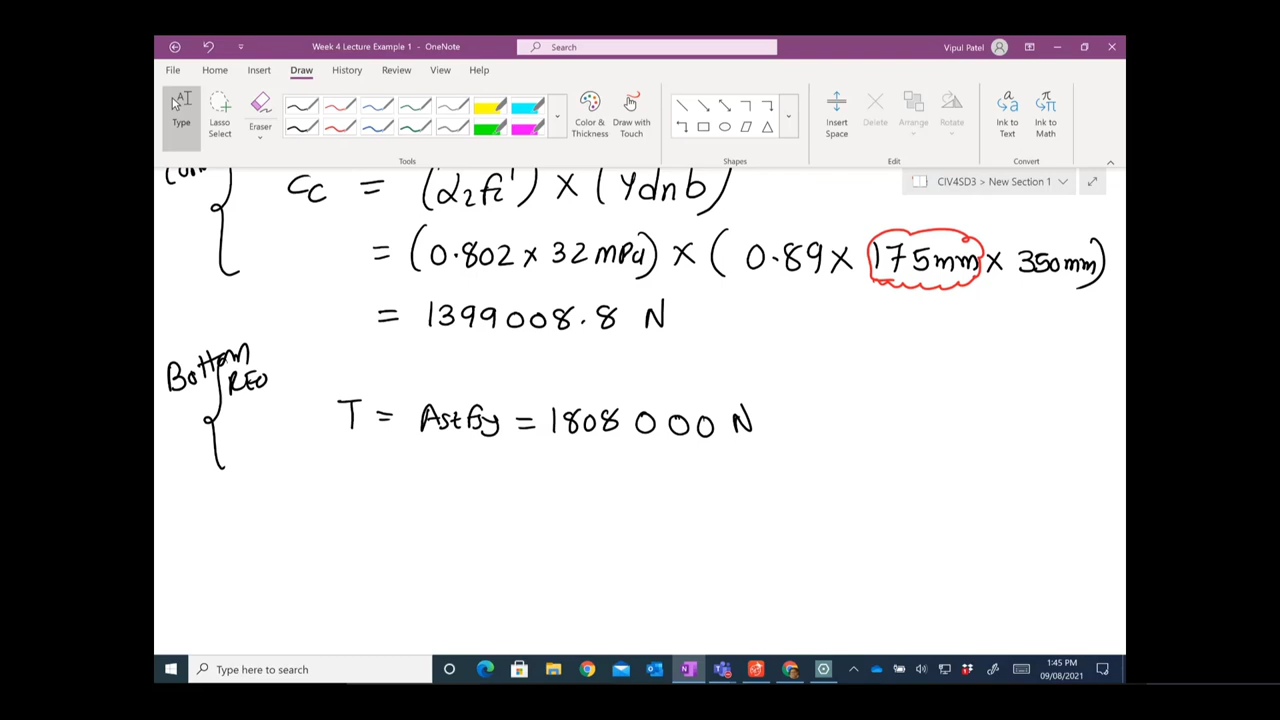 Week 4 Lecture Example 1 - OneNote
Search
Vipul Patel
File Home Insert Draw History Review View Help
Type
Lasso Select
Eraser
Color & Thickness
Draw with Touch
Insert Space
Delete
Arrange
Rotate
Ink to Text
Ink to Math
Tools
Shapes
Edit
Convert
CIV4SD3 > New Section 1
Cc = (α2fc') × (γdnb)
= (0.802 × 32 mPa) × (0.89 × 175mm × 350mm)
= 1399008.8 N
Bottom
REO
T = Astfsy = 1808 000 N
Type here to search
1:45 PM
09/08/2021